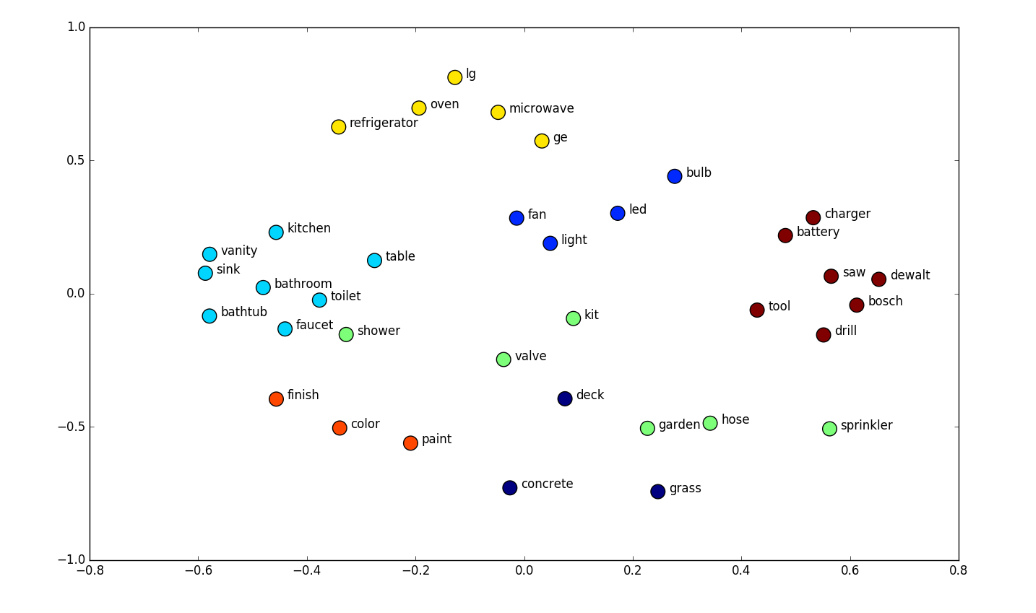 1.0
lg
oven
microwave
refrigerator
ge
0.5
bulb
led
fan
charger
kitchen
battery
light
vanity
table
sink
saw
dewalt
bathroom
0.0
toilet
bosch
tool
bathtub
kit
faucet
shower
drill
valve
finish
deck
color
hose
garden
sprinkler
−0.5
paint
concrete
grass
−1.0
−0.8
−0.6
−0.4
−0.2
0.0
0.2
0.4
0.6
0.8